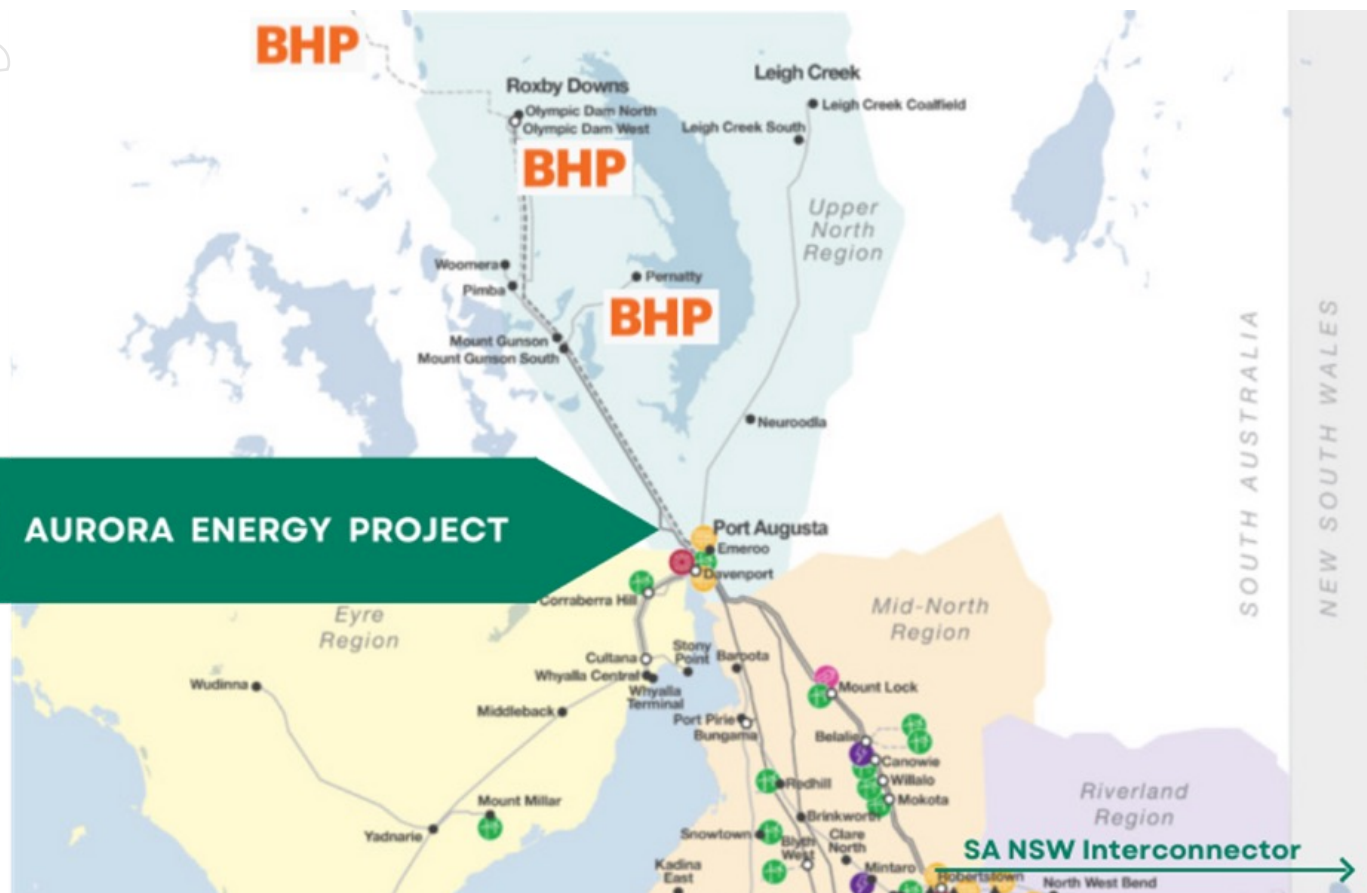 BHP
Roxby Downs
Olympic Dam North
Olympic Dam West
BHP
Leigh Creek
Leigh Creek Coalfield
Leigh Creek South
Upper
North
Region
Woomera
Pimba
Pernatty
BHP
Mount Gunson
Mount Gunson South
Neuroodla
SOUTH AUSTRALIA
NEW SOUTH WALES
AURORA ENERGY PROJECT
Port Augusta
Emeroo
Davenport
Corraberra Hill
Eyre
Region
Mid-North
Region
Cultana
Stony
Point
Baroota
Whyalla Central
Whyalla
Terminal
Wudinna
Middleback
Mount Lock
Port Pirie
Bungama
Belalie
Canowie
Willalo
Mokota
Redhill
Riverland
Region
Mount Millar
Yadnarie
Brinkworth
Snowtown
Blyth
West
Clare
North
SA NSW Interconnector
Kadina
East
Mintaro
Robertstown
North West Bend